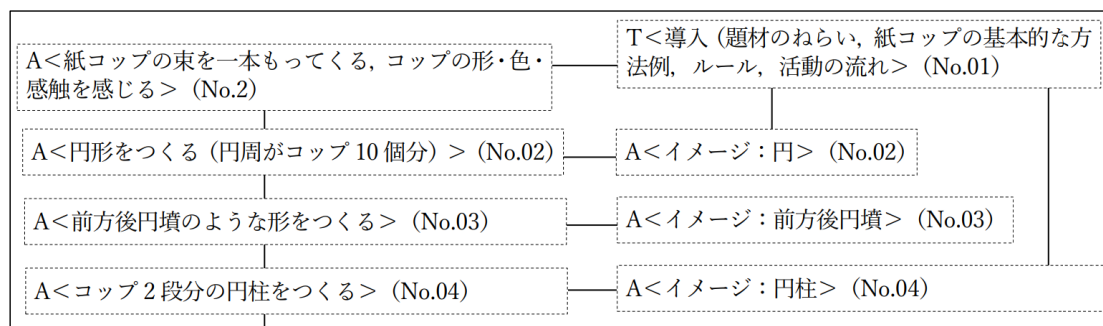 A＜紙コップの束を一本もってくる, コップの形・色・
感触を感じる＞（No.2）
T＜導入（題材のねらい, 紙コップの基本的な方
法例, ルール, 活動の流れ＞（No.01）
A＜円形をつくる（円周がコップ 10 個分）＞（No.02）
A＜イメージ：円＞（No.02）
A＜前方後円墳のような形をつくる＞（No.03）
A＜イメージ：前方後円墳＞（No.03）
A＜コップ 2 段分の円柱をつくる＞（No.04）
A＜イメージ：円柱＞（No.04）